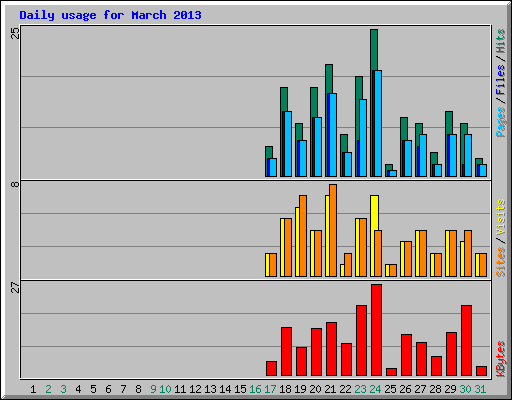 Daily usage for March 2013
25
8
27
Pages / Files / Hits
Sites / Visits
KBytes
1 2 3 4 5 6 7 8 9 10 11 12 13 14 15 16 17 18 19 20 21 22 23 24 25 26 27 28 29 30 31